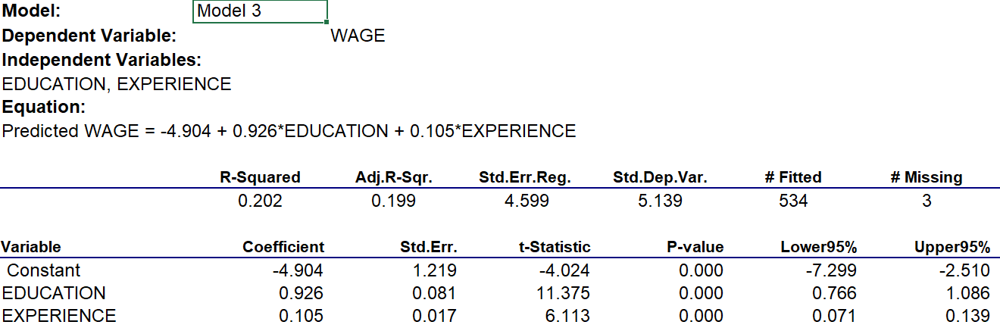 Model: Model 3
Dependent Variable: WAGE
Independent Variables:
EDUCATION, EXPERIENCE
Equation:
Predicted WAGE = -4.904 + 0.926*EDUCATION + 0.105*EXPERIENCE
R-Squared Adj.R-Sqr. Std.Err.Reg. Std.Dep.Var. # Fitted # Missing
0.202 0.199 4.599 5.139 534 3
Variable Coefficient Std.Err. t-Statistic P-value Lower95% Upper95%
Constant -4.904 1.219 -4.024 0.000 -7.299 -2.510
EDUCATION 0.926 0.081 11.375 0.000 0.766 1.086
EXPERIENCE 0.105 0.017 6.113 0.000 0.071 0.139